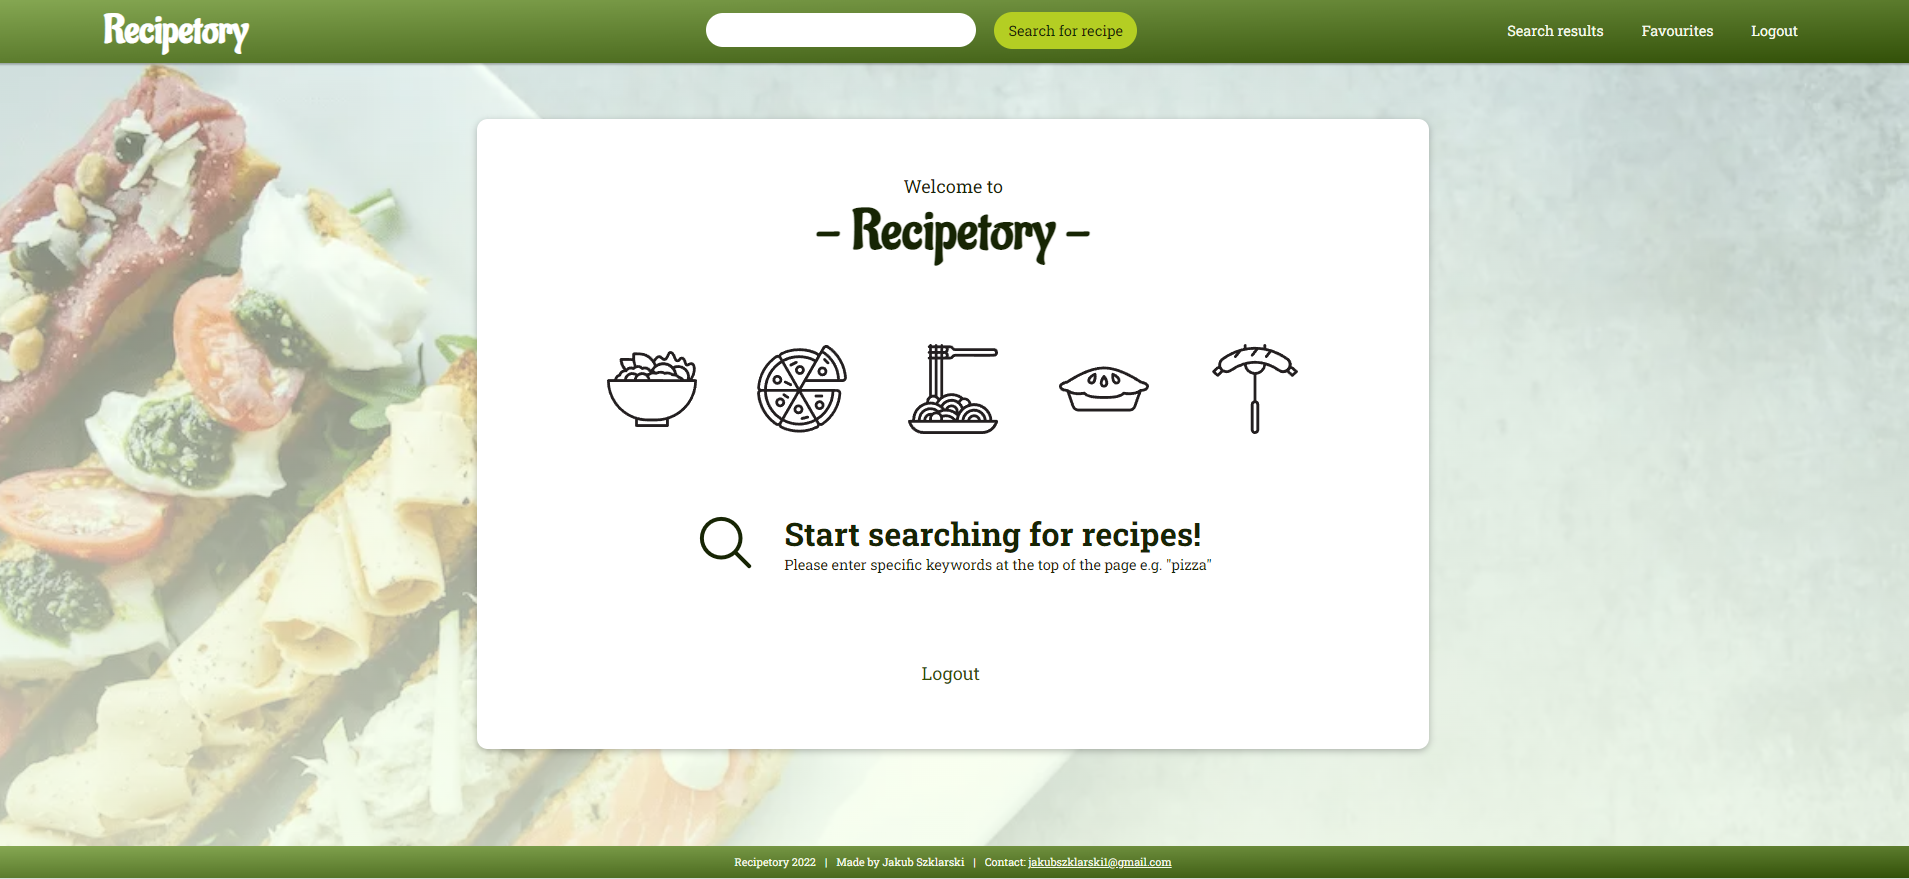 Recipetory
Search for recipe
Search results
Favourites
Logout
Welcome to
– Recipetory –
Start searching for recipes!
Please enter specific keywords at the top of the page e.g. "pizza"
Logout
Recipetory 2022 | Made by Jakub Szklarski | Contact: jakubszklarski1@gmail.com